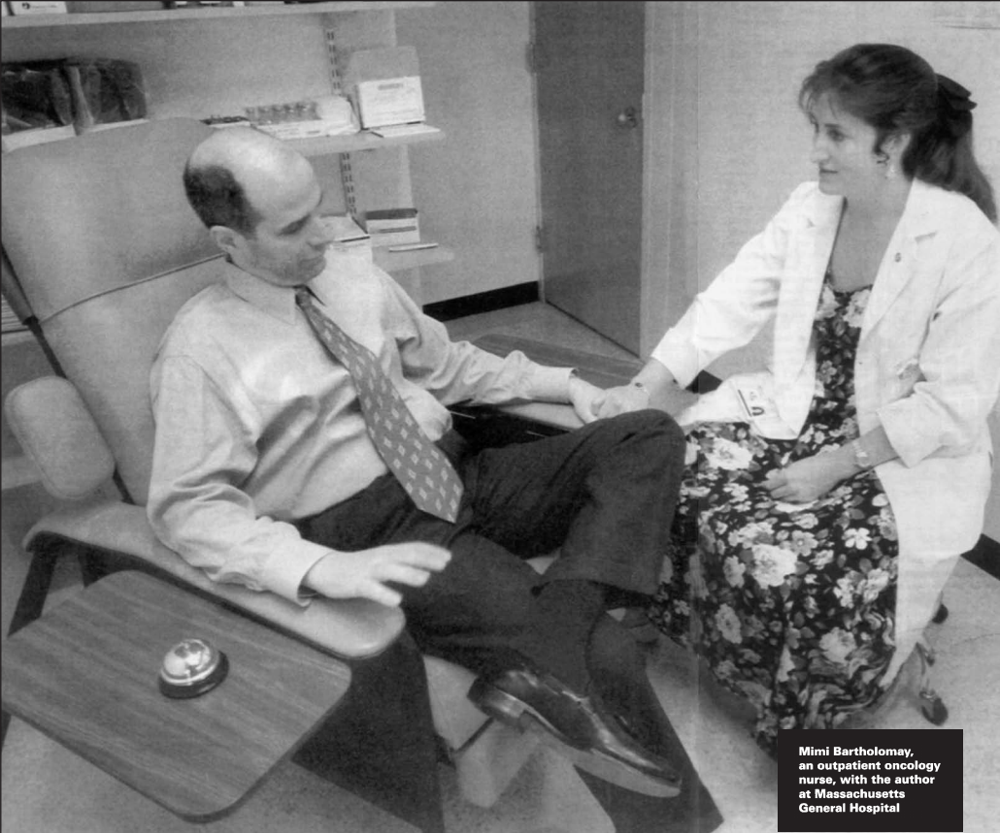 Mimi Bartholomay,
an outpatient oncology
nurse, with the author
at Massachusetts
General Hospital